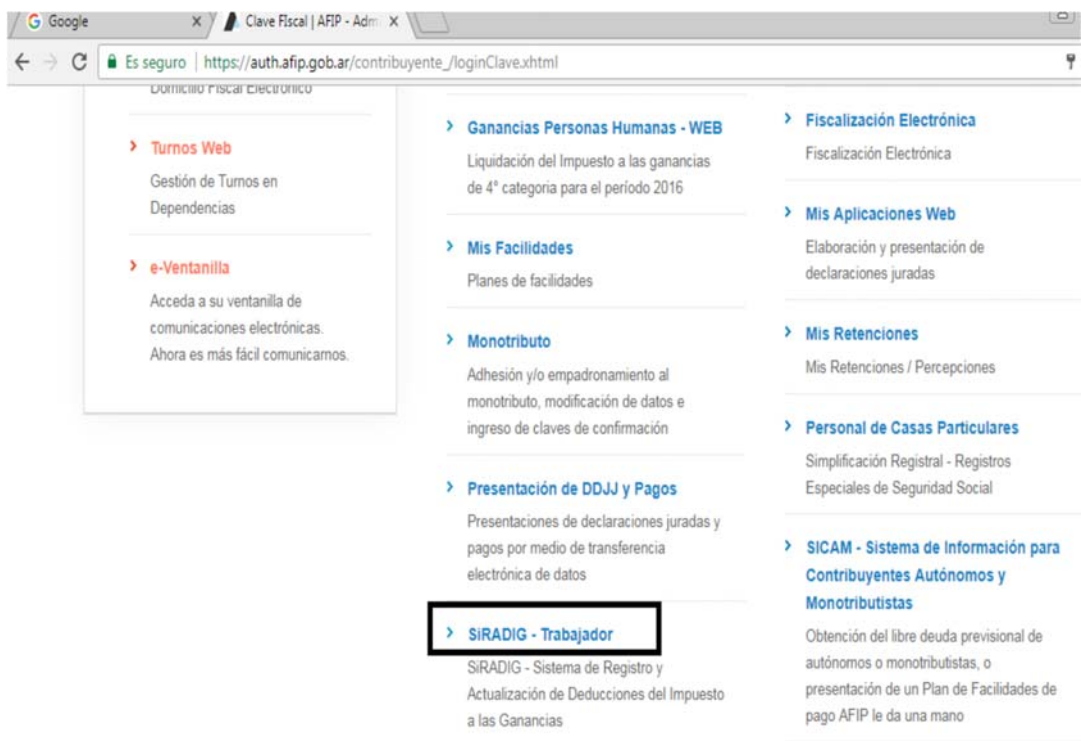 Google
Clave FIscal | AFIP - Adm
Es seguro
https://auth.afip.gob.ar/contribuyente_/loginClave.xhtml
Domicilio Fiscal Electrónico
Turnos Web
Gestión de Turnos en
Dependencias
e-Ventanilla
Acceda a su ventanilla de
comunicaciones electrónicas.
Ahora es más fácil comunicarnos.
Ganancias Personas Humanas - WEB
Liquidación del Impuesto a las ganancias
de 4° categoria para el período 2016
Mis Facilidades
Planes de facilidades
Monotributo
Adhesión y/o empadronamiento al
monotributo, modificación de datos e
ingreso de claves de confirmación
Presentación de DDJJ y Pagos
Presentaciones de declaraciones juradas y
pagos por medio de transferencia
electrónica de datos
SiRADIG - Trabajador
SiRADIG - Sistema de Registro y
Actualización de Deducciones del Impuesto
a las Ganancias
Fiscalización Electrónica
Fiscalización Electrónica
Mis Aplicaciones Web
Elaboración y presentación de
declaraciones juradas
Mis Retenciones
Mis Retenciones / Percepciones
Personal de Casas Particulares
Simplificación Registral - Registros
Especiales de Seguridad Social
SICAM - Sistema de Información para
Contribuyentes Autónomos y
Monotributistas
Obtención del libre deuda previsional de
autónomos o monotributistas, o
presentación de un Plan de Facilidades de
pago AFIP le da una mano